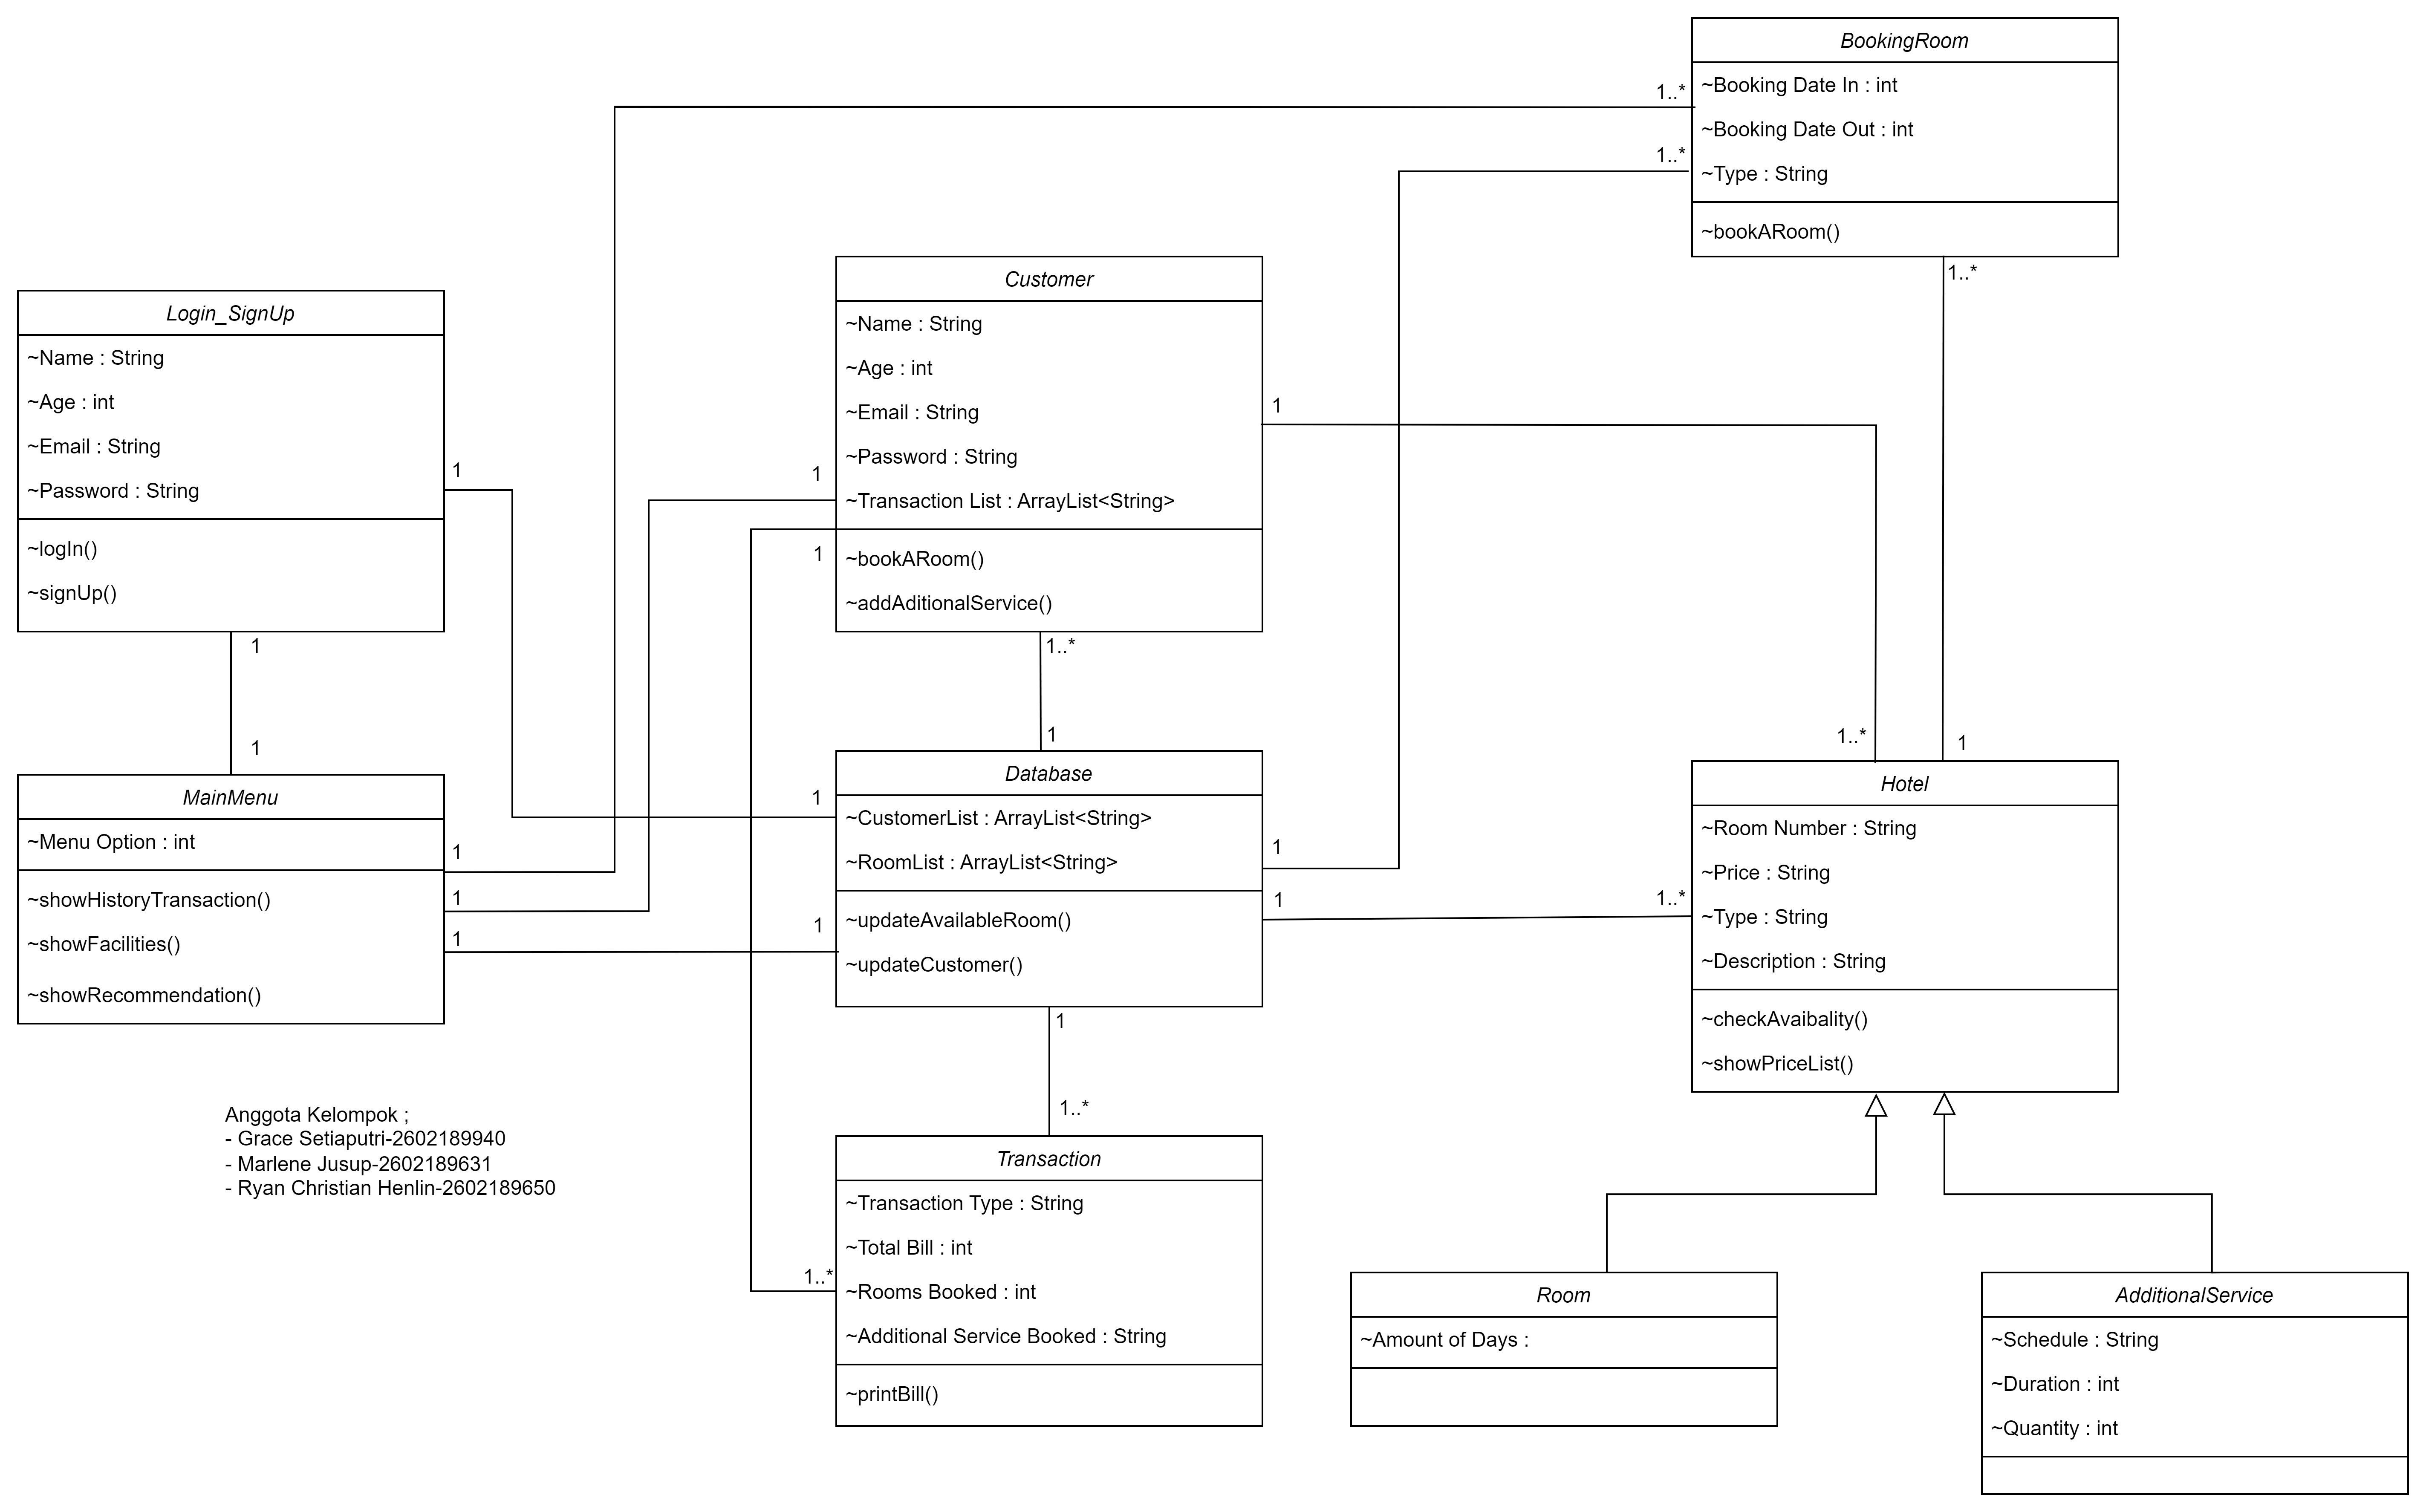 BookingRoom
~Booking Date In : int
~Booking Date Out : int
~Type : String
~bookARoom()
1..*
1..*
1..*
Customer
~Name : String
~Age : int
~Email : String
~Password : String
~Transaction List : ArrayList<String>
~bookARoom()
~addAditionalService()
1
1
1
1..*
Login_SignUp
~Name : String
~Age : int
~Email : String
~Password : String
~logIn()
~signUp()
1
1
1
MainMenu
~Menu Option : int
~showHistoryTransaction()
~showFacilities()
~showRecommendation()
1
1
1
1
Database
~CustomerList : ArrayList<String>
~RoomList : ArrayList<String>
~updateAvailableRoom()
~updateCustomer()
1
1
1
1
1
1..*
1..*
1
Hotel
~Room Number : String
~Price : String
~Type : String
~Description : String
~checkAvaibality()
~showPriceList()
Anggota Kelompok ;
- Grace Setiaputri-2602189940
- Marlene Jusup-2602189631
- Ryan Christian Henlin-2602189650
1..*
Transaction
~Transaction Type : String
~Total Bill : int
~Rooms Booked : int
~Additional Service Booked : String
~printBill()
1..*
Room
~Amount of Days :
AdditionalService
~Schedule : String
~Duration : int
~Quantity : int